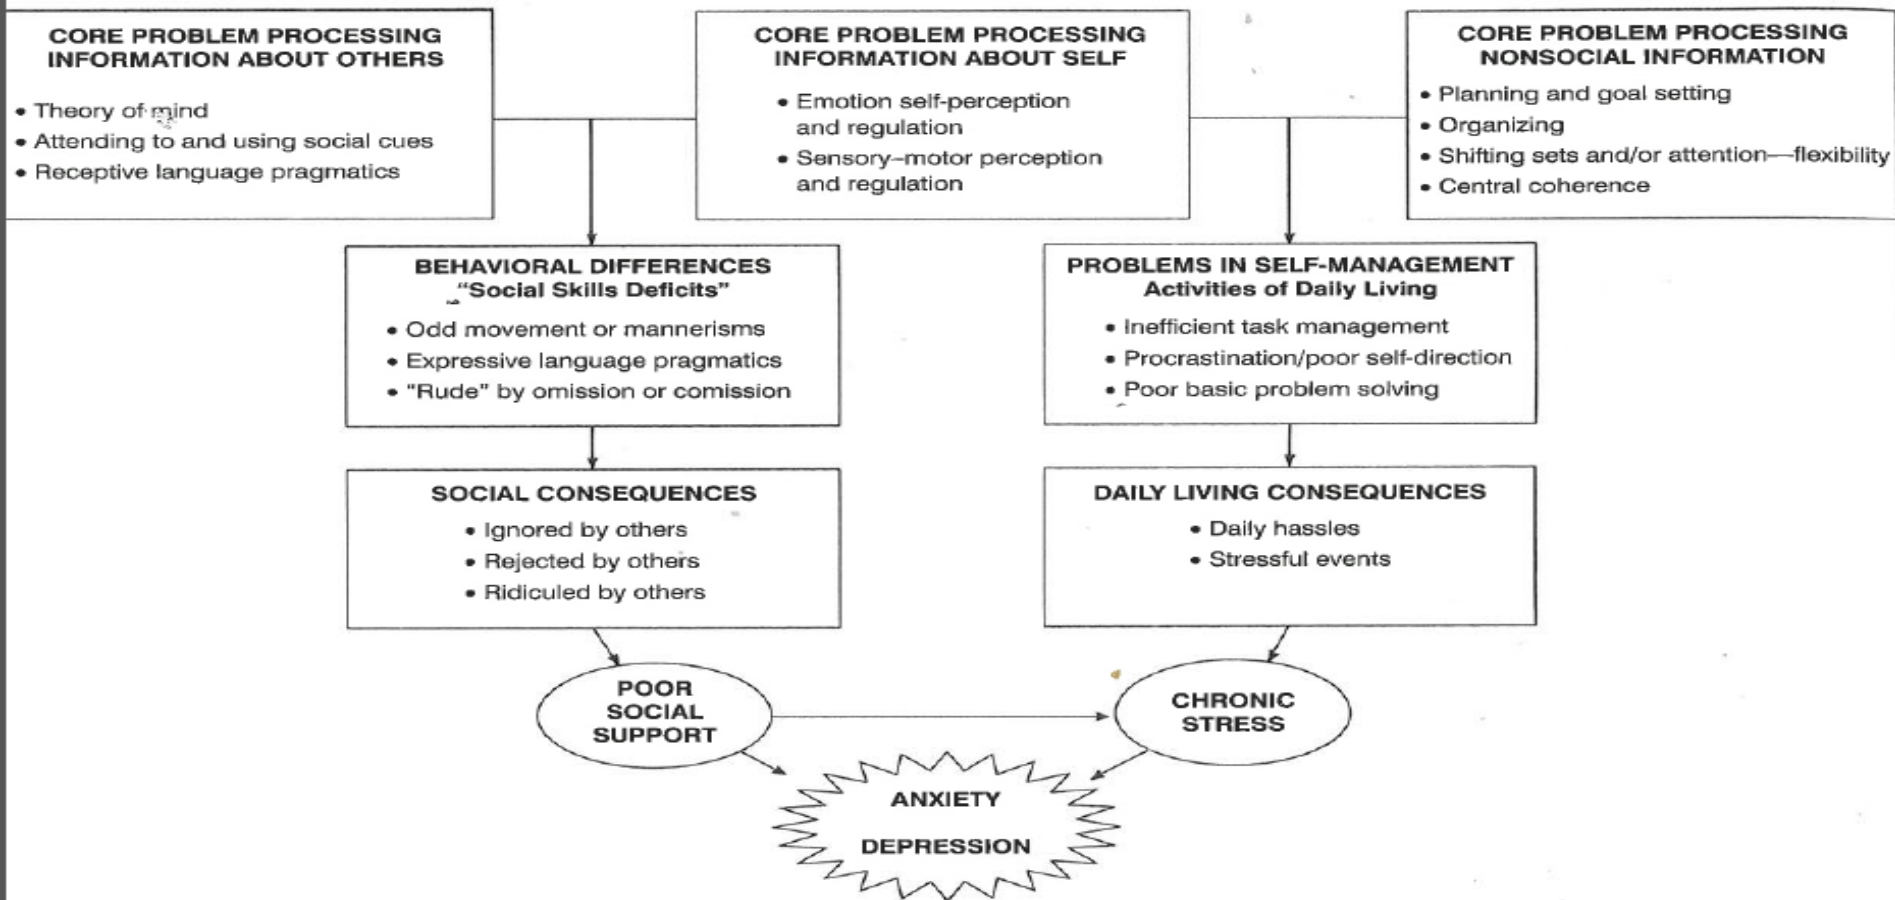 CORE PROBLEM PROCESSING
INFORMATION ABOUT OTHERS
• Theory of mind
• Attending to and using social cues
• Receptive language pragmatics
CORE PROBLEM PROCESSING
INFORMATION ABOUT SELF
• Emotion self-perception
and regulation
• Sensory–motor perception
and regulation
CORE PROBLEM PROCESSING
NONSOCIAL INFORMATION
• Planning and goal setting
• Organizing
• Shifting sets and/or attention—flexibility
• Central coherence
BEHAVIORAL DIFFERENCES
“Social Skills Deficits”
• Odd movement or mannerisms
• Expressive language pragmatics
• “Rude” by omission or comission
PROBLEMS IN SELF-MANAGEMENT
Activities of Daily Living
• Inefficient task management
• Procrastination/poor self-direction
• Poor basic problem solving
SOCIAL CONSEQUENCES
• Ignored by others
• Rejected by others
• Ridiculed by others
DAILY LIVING CONSEQUENCES
• Daily hassles
• Stressful events
POOR
SOCIAL
SUPPORT
CHRONIC
STRESS
ANXIETY
DEPRESSION